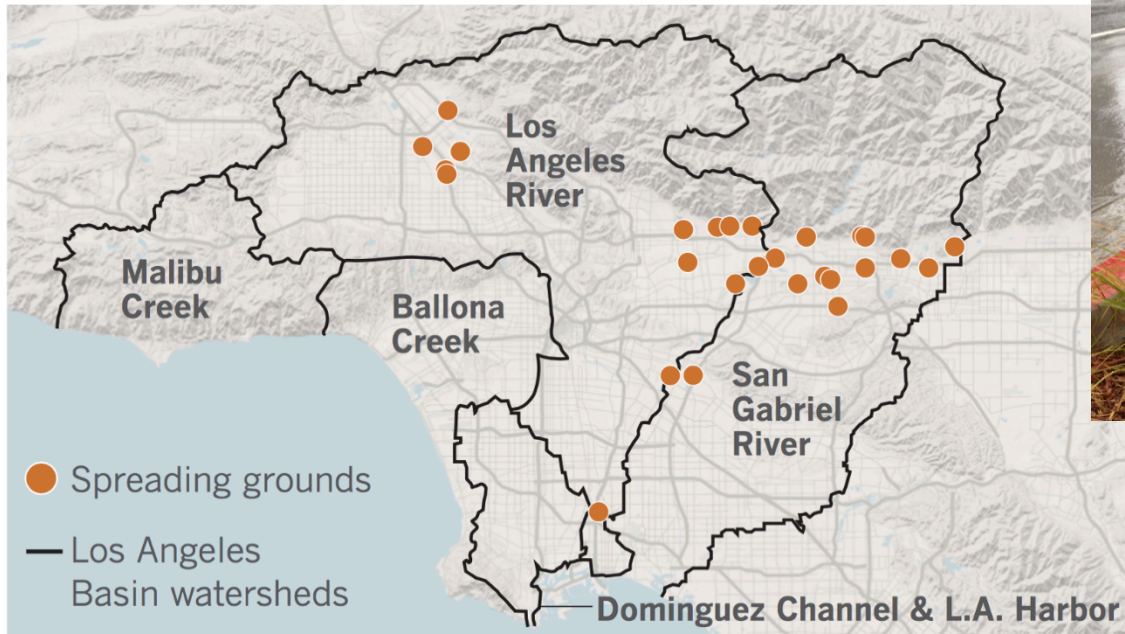 Los
Angeles
River
Malibu
Creek
Ballona
Creek
San
Gabriel
River
Spreading grounds
Los Angeles
Basin watersheds
Dominguez Channel & L.A. Harbor